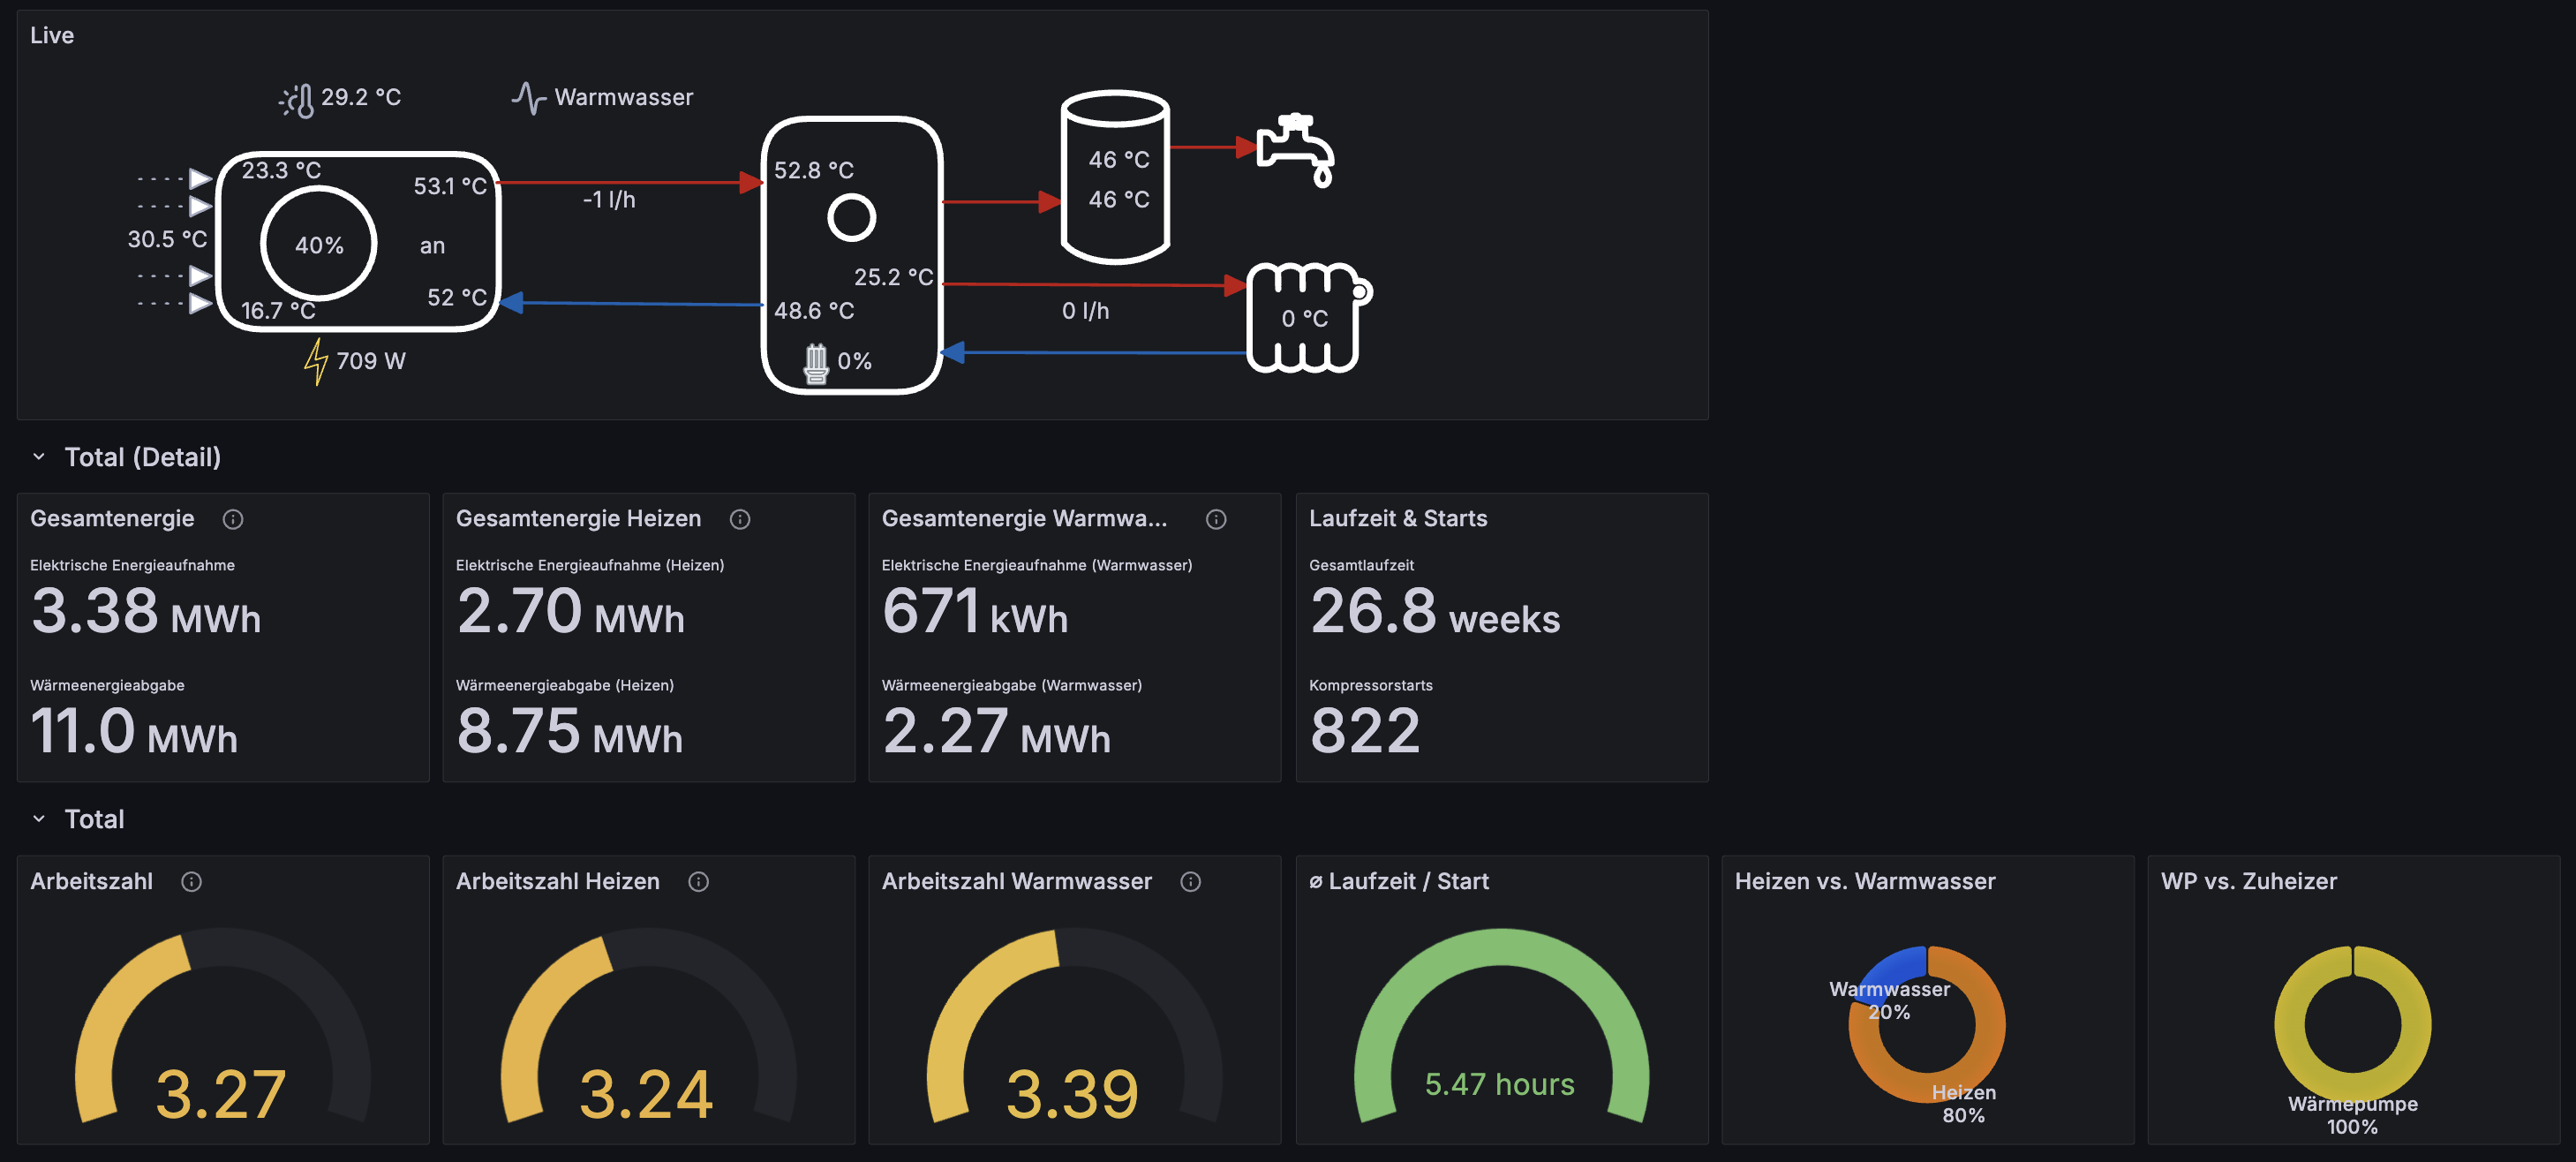 Live
29.2 °C
Warmwasser
23.3 °C
53.1 °C
52.8 °C
46 °C
-1 l/h
46 °C
30.5 °C
40%
an
25.2 °C
52 °C
16.7 °C
48.6 °C
0 l/h
0 °C
709 W
0%
Total (Detail)
Gesamtenergie
Elektrische Energieaufnahme
3.38 MWh
Wärmeenergieabgabe
11.0 MWh
Gesamtenergie Heizen
Elektrische Energieaufnahme (Heizen)
2.70 MWh
Wärmeenergieabgabe (Heizen)
8.75 MWh
Gesamtenergie Warmwa...
Elektrische Energieaufnahme (Warmwasser)
671 kWh
Wärmeenergieabgabe (Warmwasser)
2.27 MWh
Laufzeit & Starts
Gesamtlaufzeit
26.8 weeks
Kompressorstarts
822
Total
Arbeitszahl
3.27
Arbeitszahl Heizen
3.24
Arbeitszahl Warmwasser
3.39
⌀ Laufzeit / Start
5.47 hours
Heizen vs. Warmwasser
Warmwasser
20%
Heizen
80%
WP vs. Zuheizer
Wärmepumpe
100%